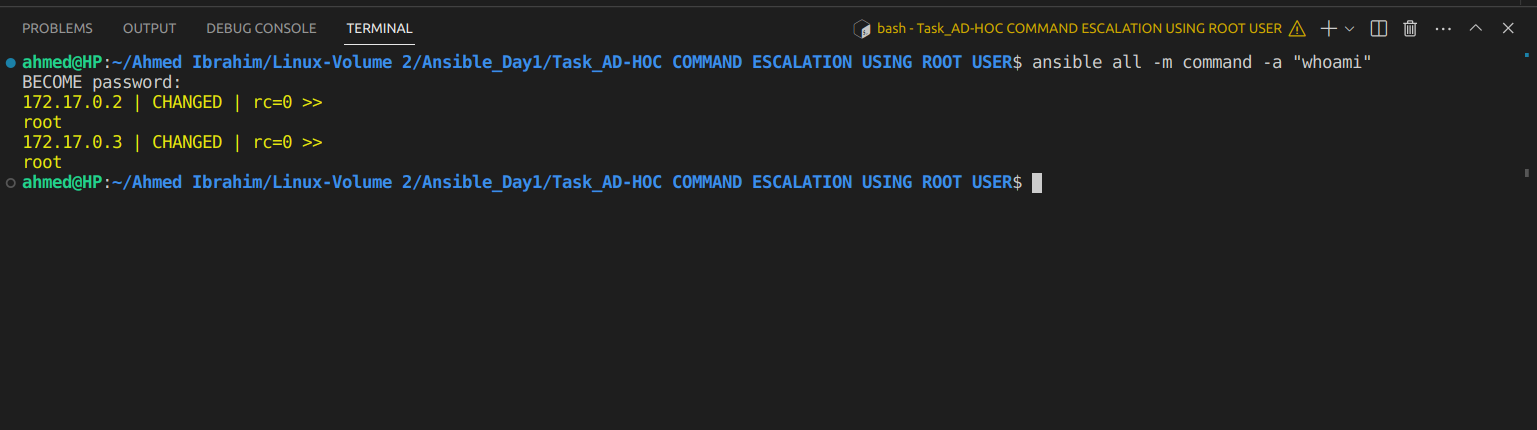 PROBLEMS OUTPUT DEBUG CONSOLE TERMINAL bash - Task_AD-HOC COMMAND ESCALATION USING ROOT USER
ahmed@HP:~/Ahmed Ibrahim/Linux-Volume 2/Ansible_Day1/Task_AD-HOC COMMAND ESCALATION USING ROOT USER$ ansible all -m command -a "whoami"
BECOME password:
172.17.0.2 | CHANGED | rc=0 >>
root
172.17.0.3 | CHANGED | rc=0 >>
root
ahmed@HP:~/Ahmed Ibrahim/Linux-Volume 2/Ansible_Day1/Task_AD-HOC COMMAND ESCALATION USING ROOT USER$